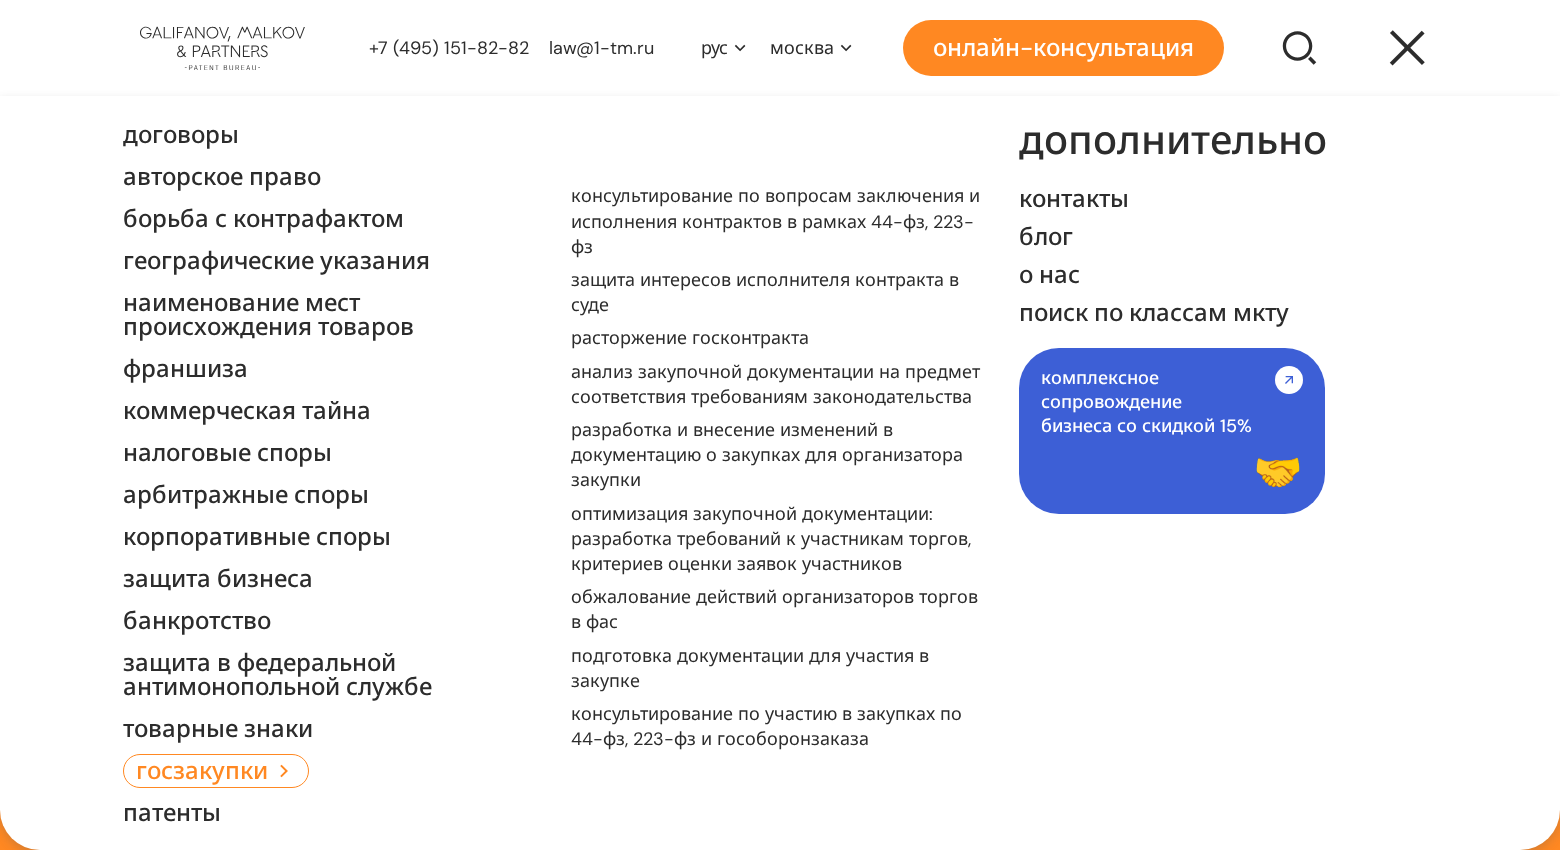 GALIFANOV, MALKOV
& PARTNERS
-PATENT BUREAU-
+7 (495) 151-82-82
law@1-tm.ru
рус
москва
онлайн-консультация
договоры
авторское право
борьба с контрафактом
географические указания
наименование мест
происхождения товаров
франшиза
коммерческая тайна
налоговые споры
арбитражные споры
корпоративные споры
защита бизнеса
банкротство
защита в федеральной
антимонопольной службе
товарные знаки
госзакупки
патенты
консультирование по вопросам заключения и
исполнения контрактов в рамках 44-фз, 223-
фз
защита интересов исполнителя контракта в
суде
расторжение госконтракта
анализ закупочной документации на предмет
соответствия требованиям законодательства
разработка и внесение изменений в
документацию о закупках для организатора
закупки
оптимизация закупочной документации:
разработка требований к участникам торгов,
критериев оценки заявок участников
обжалование действий организаторов торгов
в фас
подготовка документации для участия в
закупке
консультирование по участию в закупках по
44-фз, 223-фз и гособоронзаказа
дополнительно
контакты
блог
о нас
поиск по классам мкту
комплексное
сопровождение
бизнеса со скидкой 15%